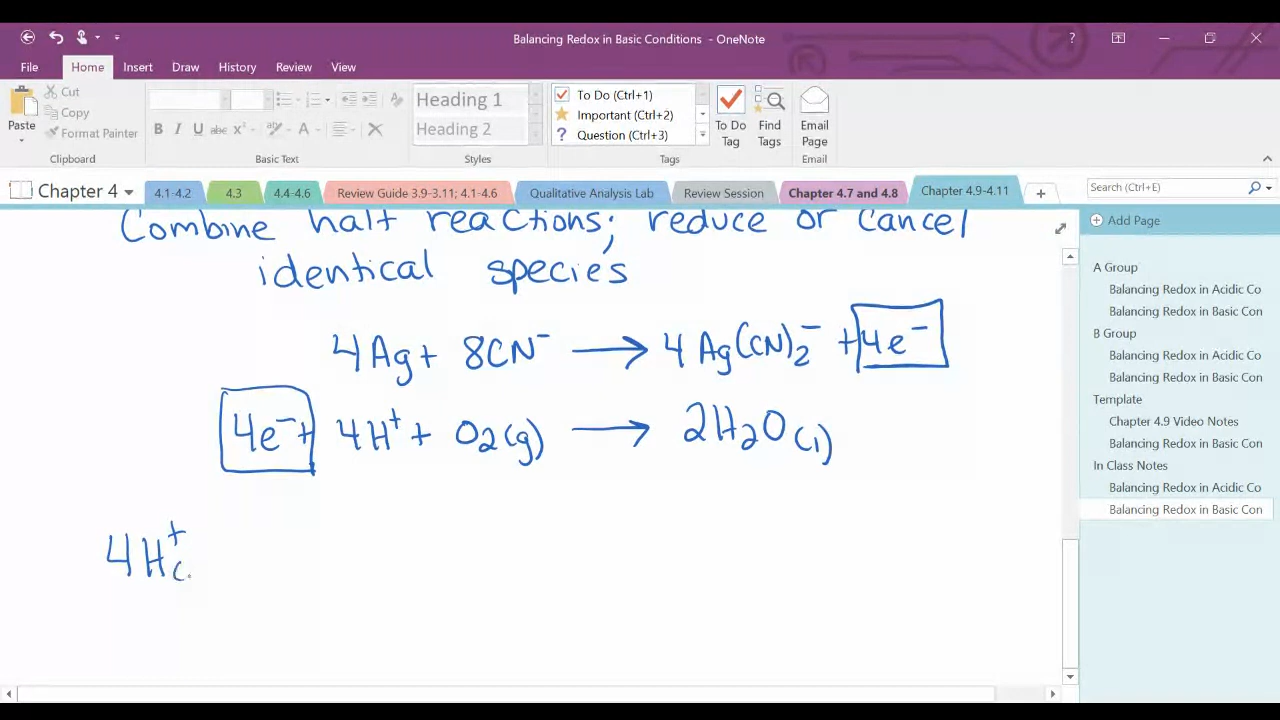 Balancing Redox in Basic Conditions - OneNote
?
File Home Insert Draw History Review View
Paste
Cut
Copy
Format Painter
Clipboard
B I U abc x² A
Basic Text
Heading 1
Heading 2
Styles
To Do (Ctrl+1)
Important (Ctrl+2)
? Question (Ctrl+3)
To Do Tag
Find Tags
Tags
Email Page
Email
Chapter 4
4.1-4.2
4.3
4.4-4.6
Review Guide 3.9-3.11; 4.1-4.6
Qualitative Analysis Lab
Review Session
Chapter 4.7 and 4.8
Chapter 4.9-4.11
+
Search (Ctrl+E)
Combine half reactions; reduce or cancel
identical species
4Ag + 8CN⁻ → 4Ag(CN)₂⁻ + 4e⁻
4e⁻ + 4H⁺ + O₂(g) → 2H₂O(l)
4H⁺(
Add Page
A Group
Balancing Redox in Acidic Co
Balancing Redox in Basic Con
B Group
Balancing Redox in Acidic Co
Balancing Redox in Basic Con
Template
Chapter 4.9 Video Notes
Balancing Redox in Basic Con
In Class Notes
Balancing Redox in Acidic Co
Balancing Redox in Basic Con